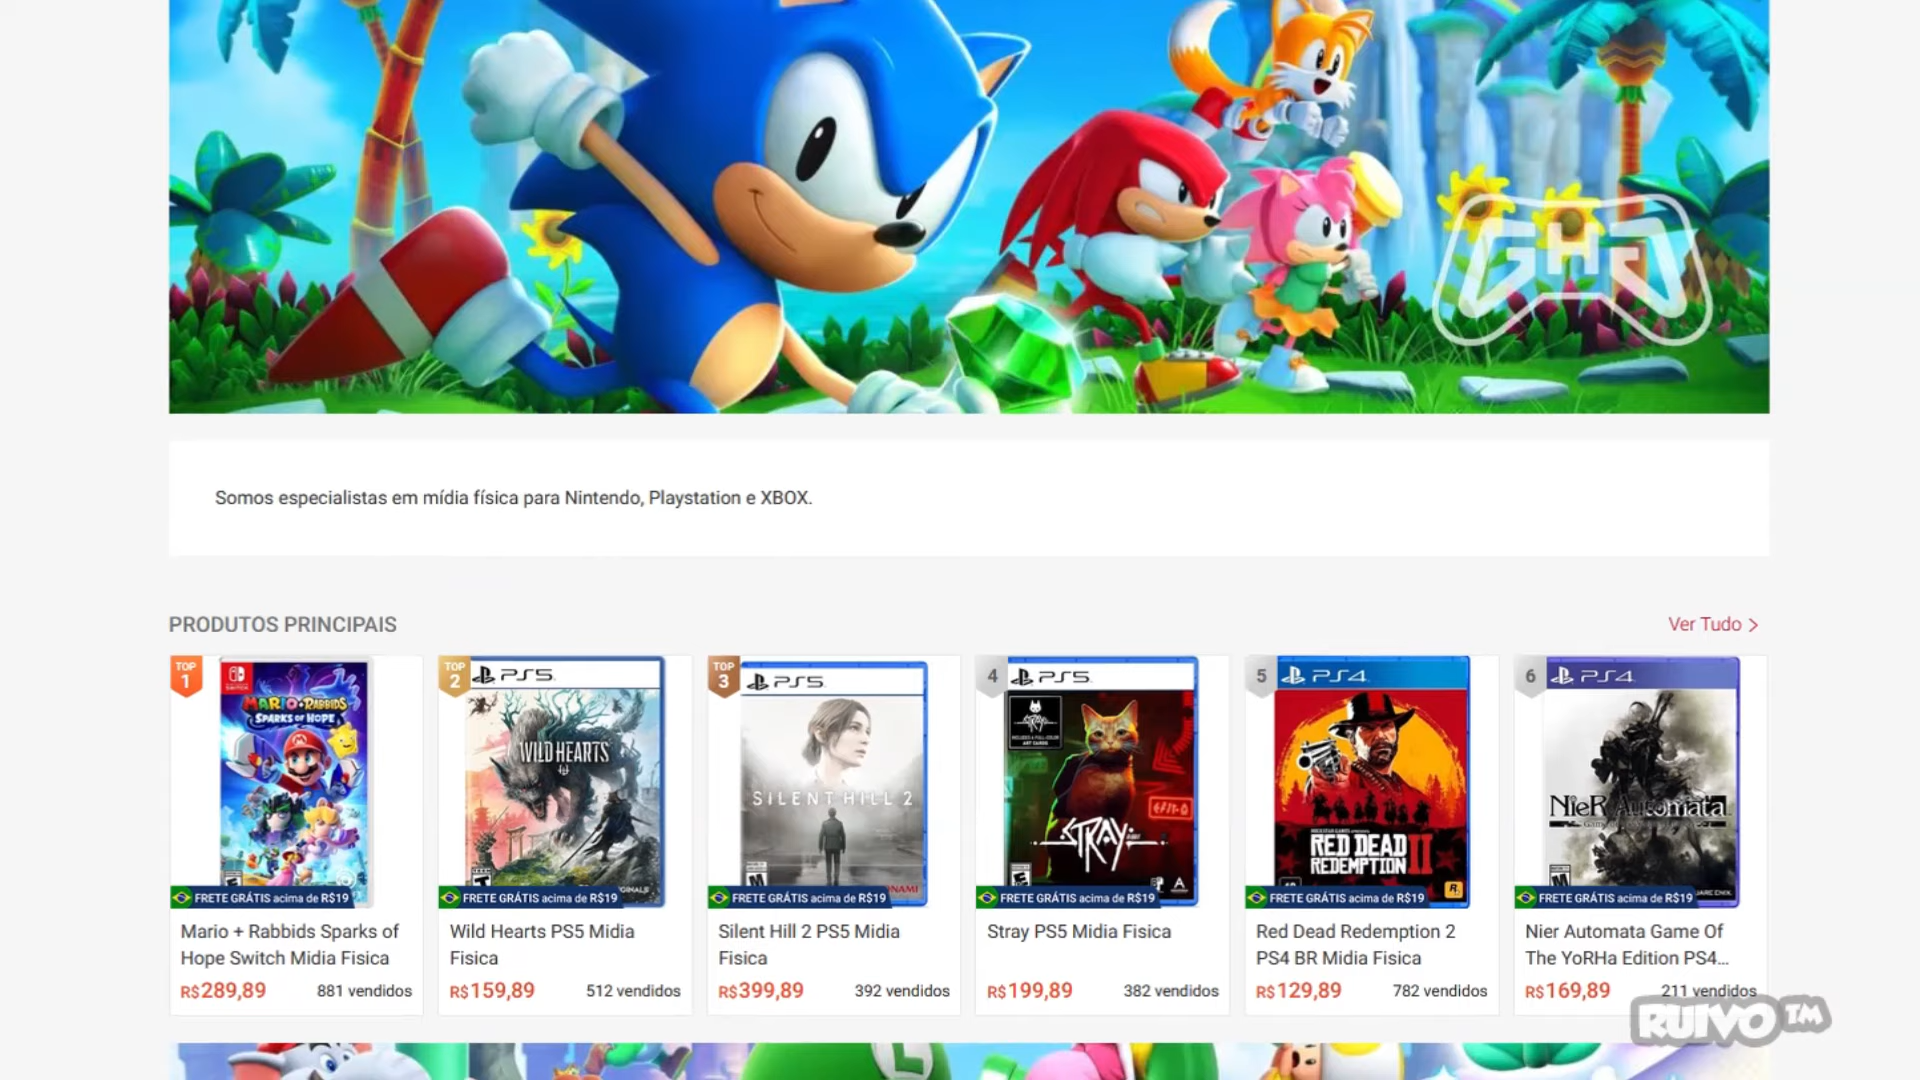 GHG
Somos especialistas em mídia física para Nintendo, Playstation e XBOX.
PRODUTOS PRINCIPAIS
Ver Tudo >
TOP
1
NINTENDO
SWITCH
MARIO + RABBIDS
SPARKS OF HOPE
FRETE GRÁTIS acima de R$19
Mario + Rabbids Sparks of
Hope Switch Midia Fisica
R$289,89 881 vendidos
TOP
2
PS5
WILD HEARTS
FRETE GRÁTIS acima de R$19
Wild Hearts PS5 Midia
Fisica
R$159,89 512 vendidos
TOP
3
PS5
SILENT HILL 2
KONAMI
FRETE GRÁTIS acima de R$19
Silent Hill 2 PS5 Midia
Fisica
R$399,89 392 vendidos
4
PS5
STRAY
FRETE GRÁTIS acima de R$19
Stray PS5 Midia Fisica
R$199,89 382 vendidos
5
PS4
RED DEAD
REDEMPTION II
FRETE GRÁTIS acima de R$19
Red Dead Redemption 2
PS4 BR Midia Fisica
R$129,89 782 vendidos
6
PS4
NieR Automata
FRETE GRÁTIS acima de R$19
Nier Automata Game Of
The YoRHa Edition PS4...
R$169,89 211 vendidos
RUIVO™
L